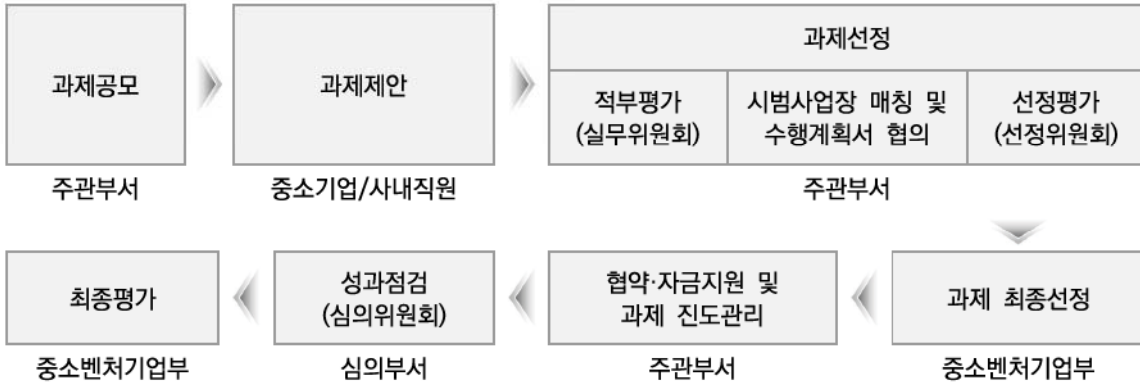 과제공모
주관부서
과제제안
중소기업/사내직원
과제선정
적부평가
(실무위원회)
시범사업장 매칭 및
수행계획서 협의
선정평가
(선정위원회)
주관부서
과제 최종선정
중소벤처기업부
협약·자금지원 및
과제 진도관리
주관부서
성과점검
(심의위원회)
심의부서
최종평가
중소벤처기업부